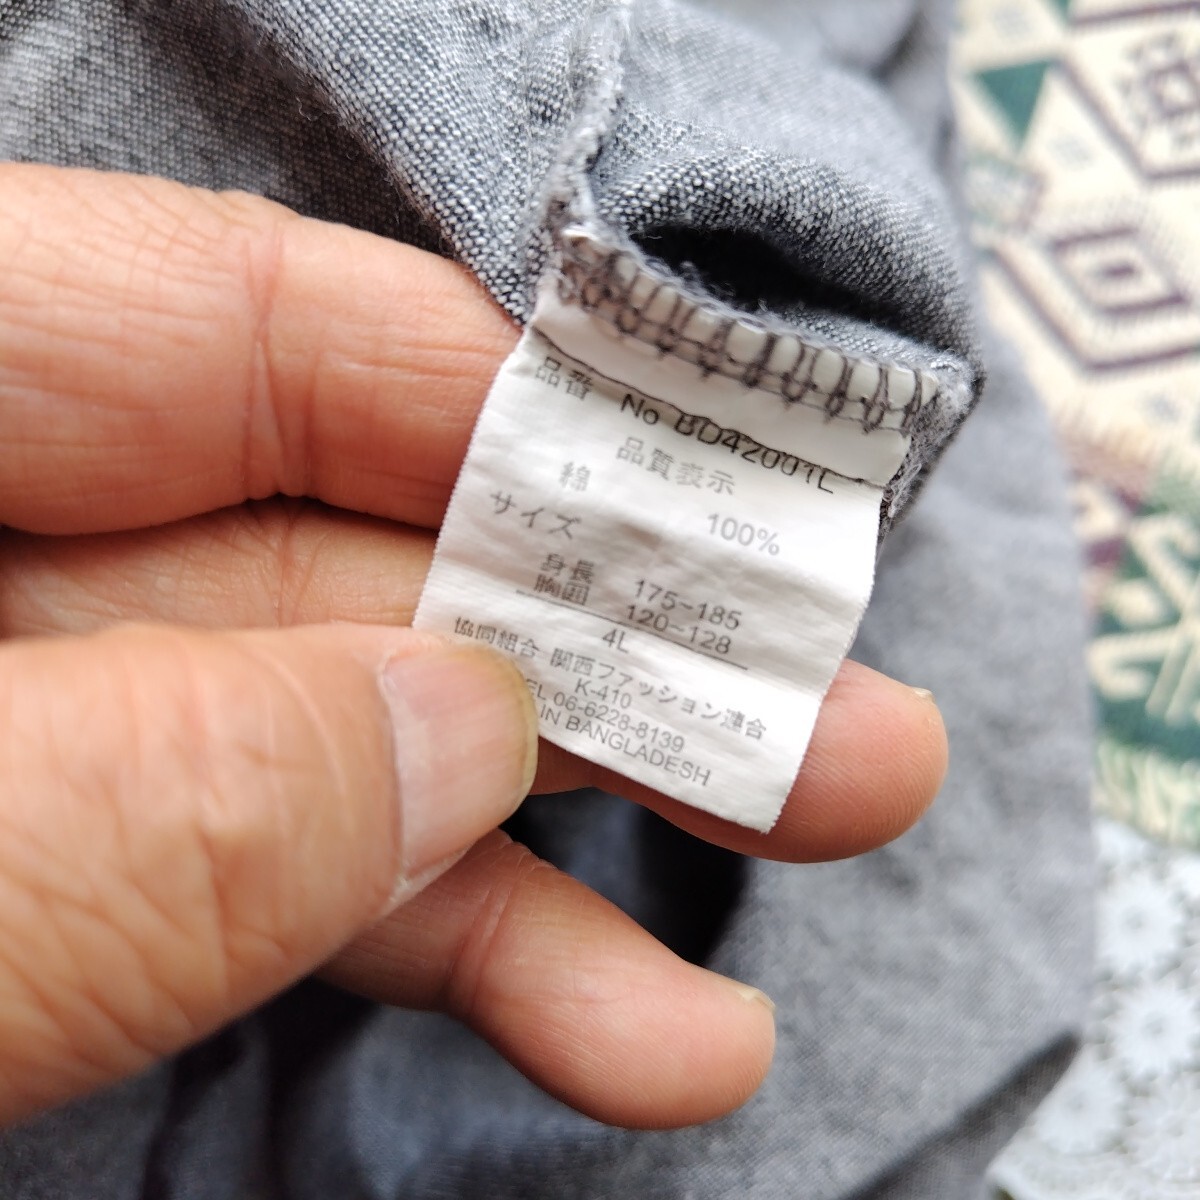 品番 No BD42001L
品質表示
綿 100%
サイズ
身長 175-185
胸囲 120-128
4L
協同組合 関西ファッション連合
K-410
EL 06-6228-8139
IN BANGLADESH